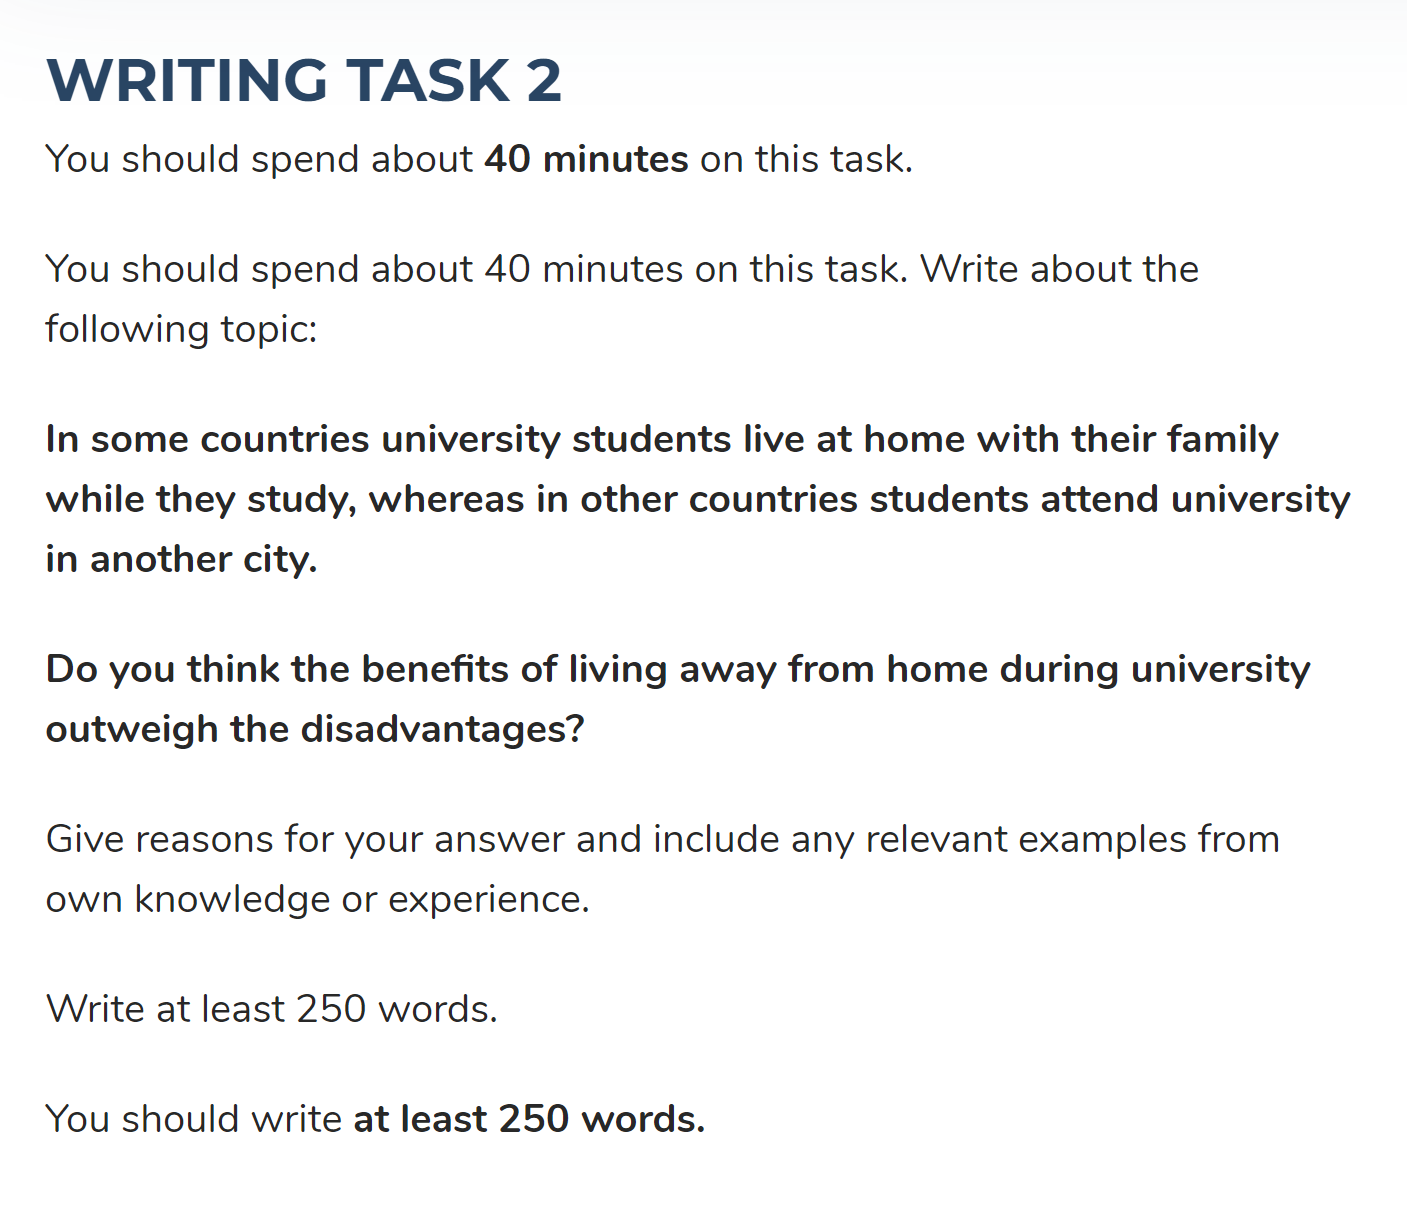 WRITING TASK 2
You should spend about 40 minutes on this task.
You should spend about 40 minutes on this task. Write about the
following topic:
In some countries university students live at home with their family
while they study, whereas in other countries students attend university
in another city.
Do you think the benefits of living away from home during university
outweigh the disadvantages?
Give reasons for your answer and include any relevant examples from
own knowledge or experience.
Write at least 250 words.
You should write at least 250 words.